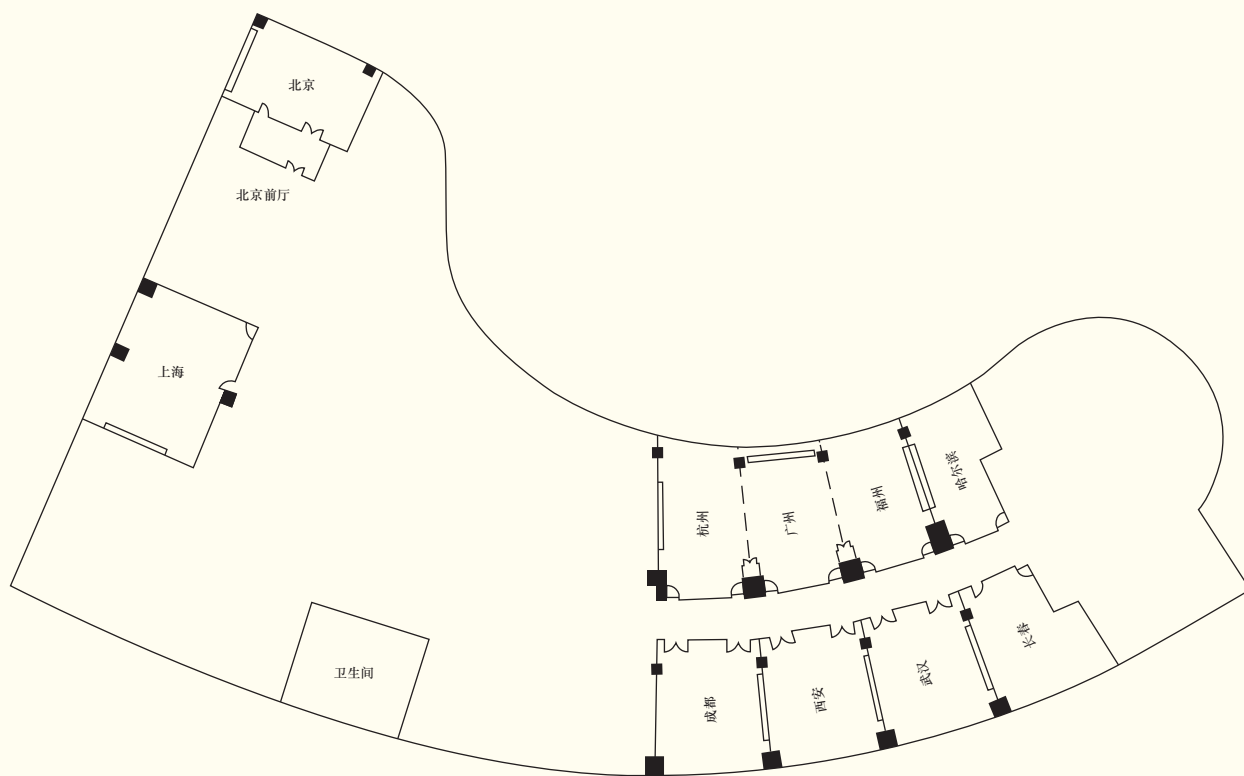 北京
北京前厅
上海
杭州
广州
福州
哈尔滨
卫生间
成都
西安
武汉
长春